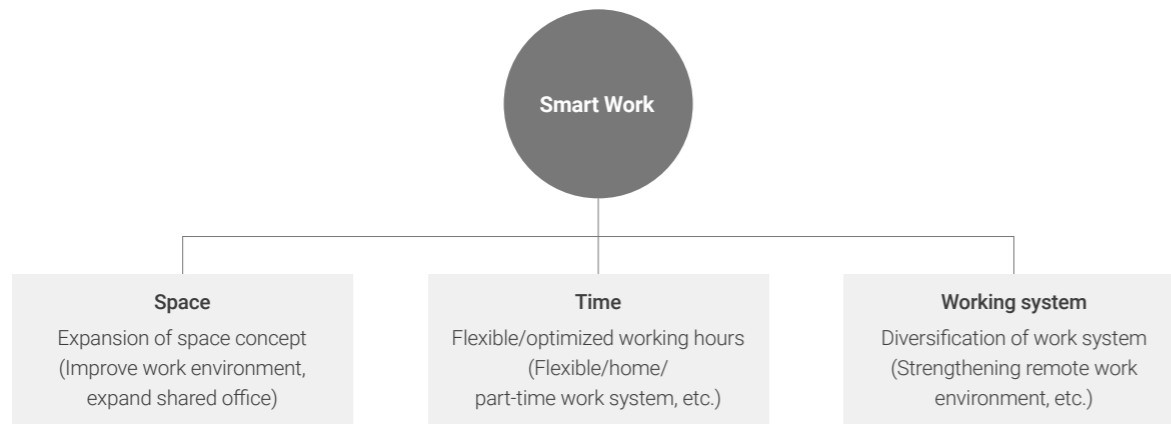 Smart Work
Space
Expansion of space concept
(Improve work environment,
expand shared office)
Time
Flexible/optimized working hours
(Flexible/home/
part-time work system, etc.)
Working system
Diversification of work system
(Strengthening remote work
environment, etc.)